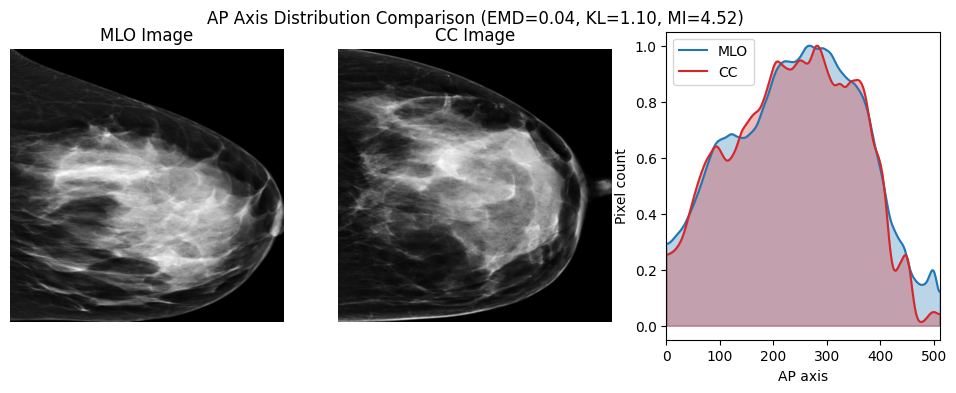 AP Axis Distribution Comparison (EMD=0.04, KL=1.10, MI=4.52)
MLO Image
CC Image
MLO
CC
1.0
0.8
0.6
0.4
0.2
0.0
Pixel count
0
100
200
300
400
500
AP axis